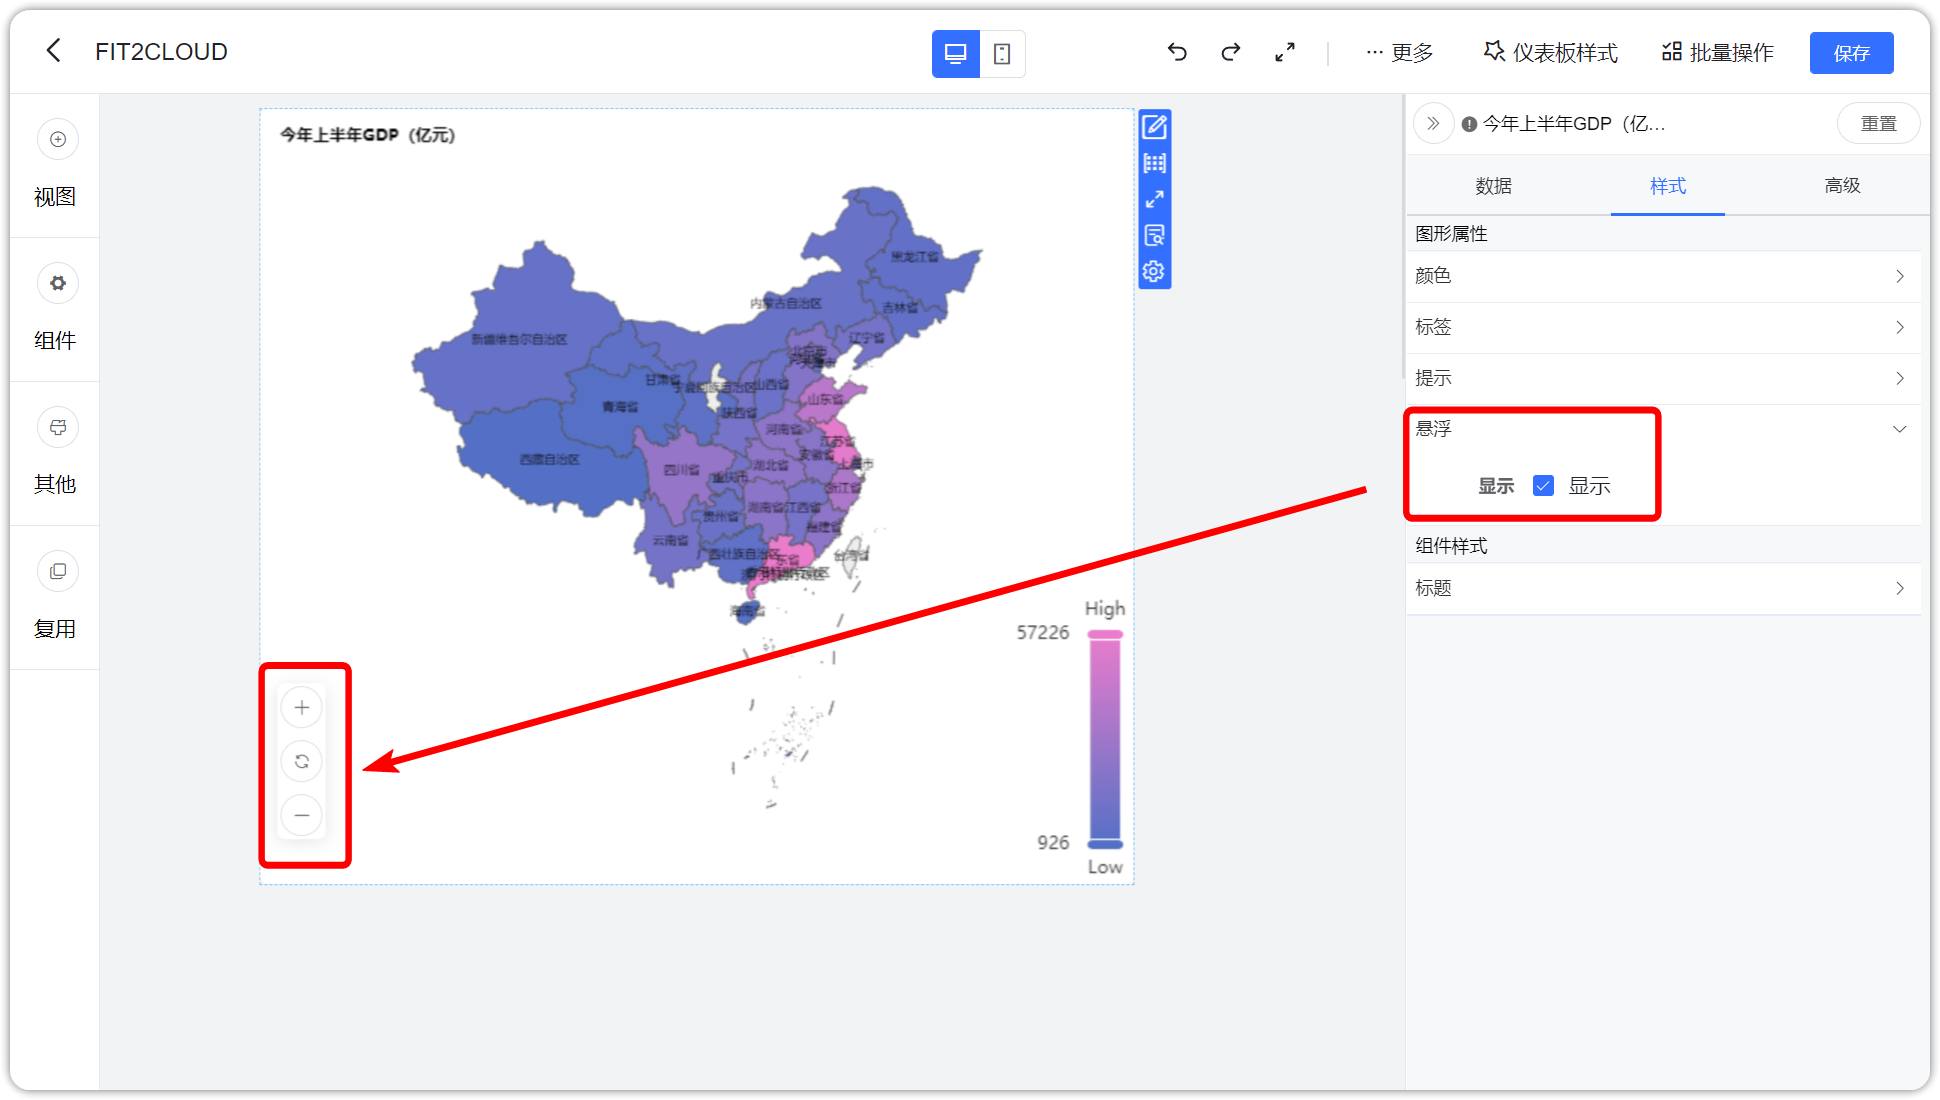 FIT2CLOUD
更多
仪表板样式
批量操作
保存
视图
组件
其他
复用
今年上半年GDP（亿元）
黑龙江省
内蒙古自治区
吉林省
新疆维吾尔自治区
辽宁省
北京市
天津市
甘肃省
宁夏回族自治区
山西省
青海省
山东省
陕西省
河南省
江苏省
西藏自治区
安徽省
上海市
四川省
湖北省
重庆市
浙江省
湖南省
江西省
贵州省
福建省
云南省
广西壮族自治区
东省
台湾省
海南省
High
57226
926
Low
今年上半年GDP（亿...
重置
数据
样式
高级
图形属性
颜色
标签
提示
悬浮
显示 显示
组件样式
标题